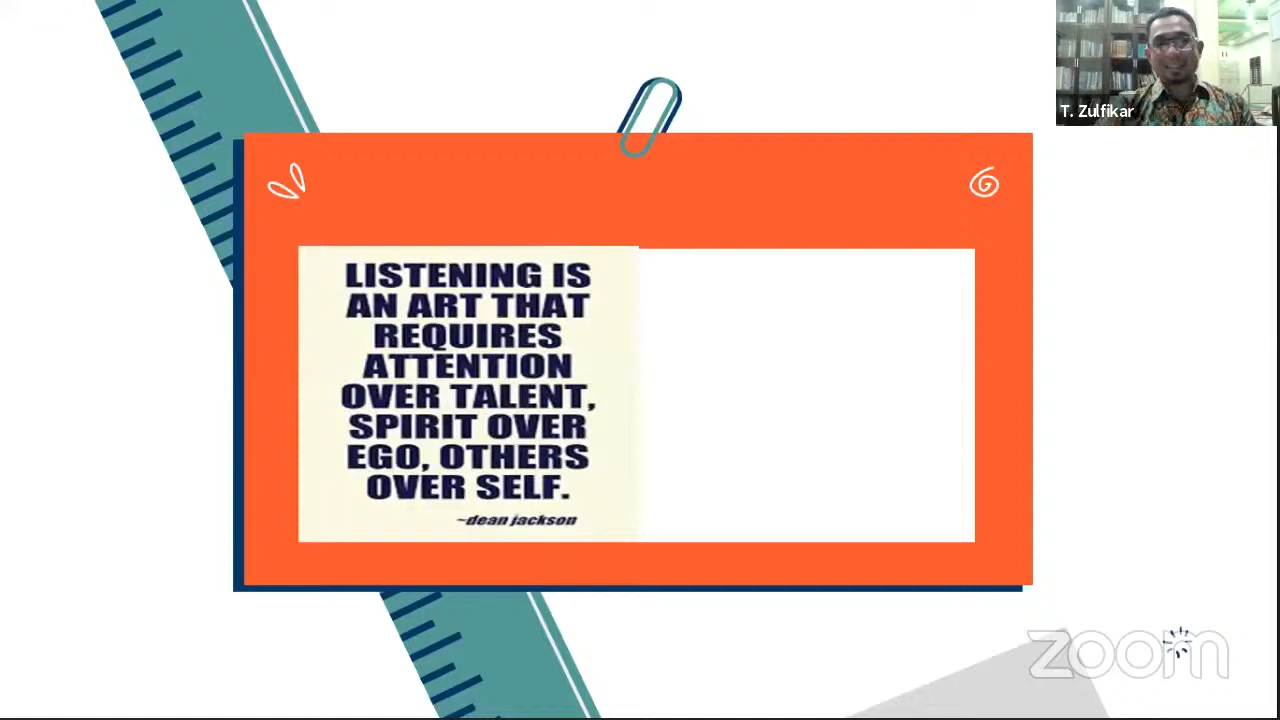 T. Zulfikar
LISTENING IS
AN ART THAT
REQUIRES
ATTENTION
OVER TALENT,
SPIRIT OVER
EGO, OTHERS
OVER SELF.
~dean jackson
zoom